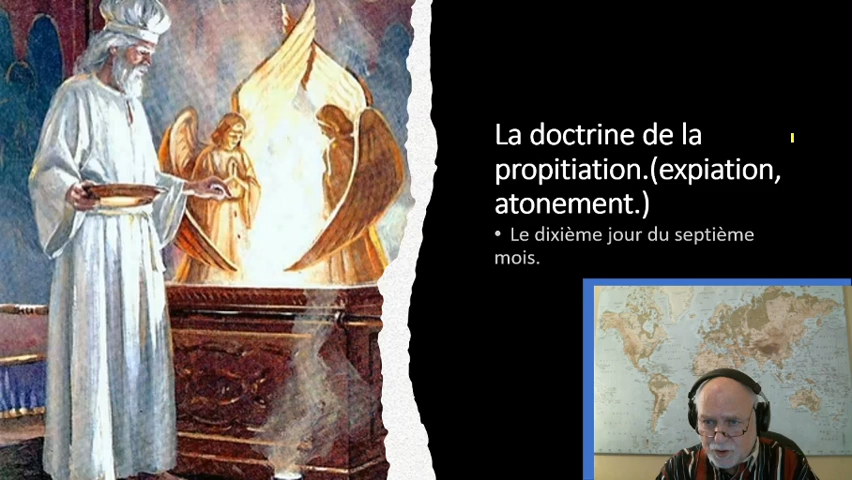 La doctrine de la
propitiation.(expiation,
atonement.)
• Le dixième jour du septième
mois.